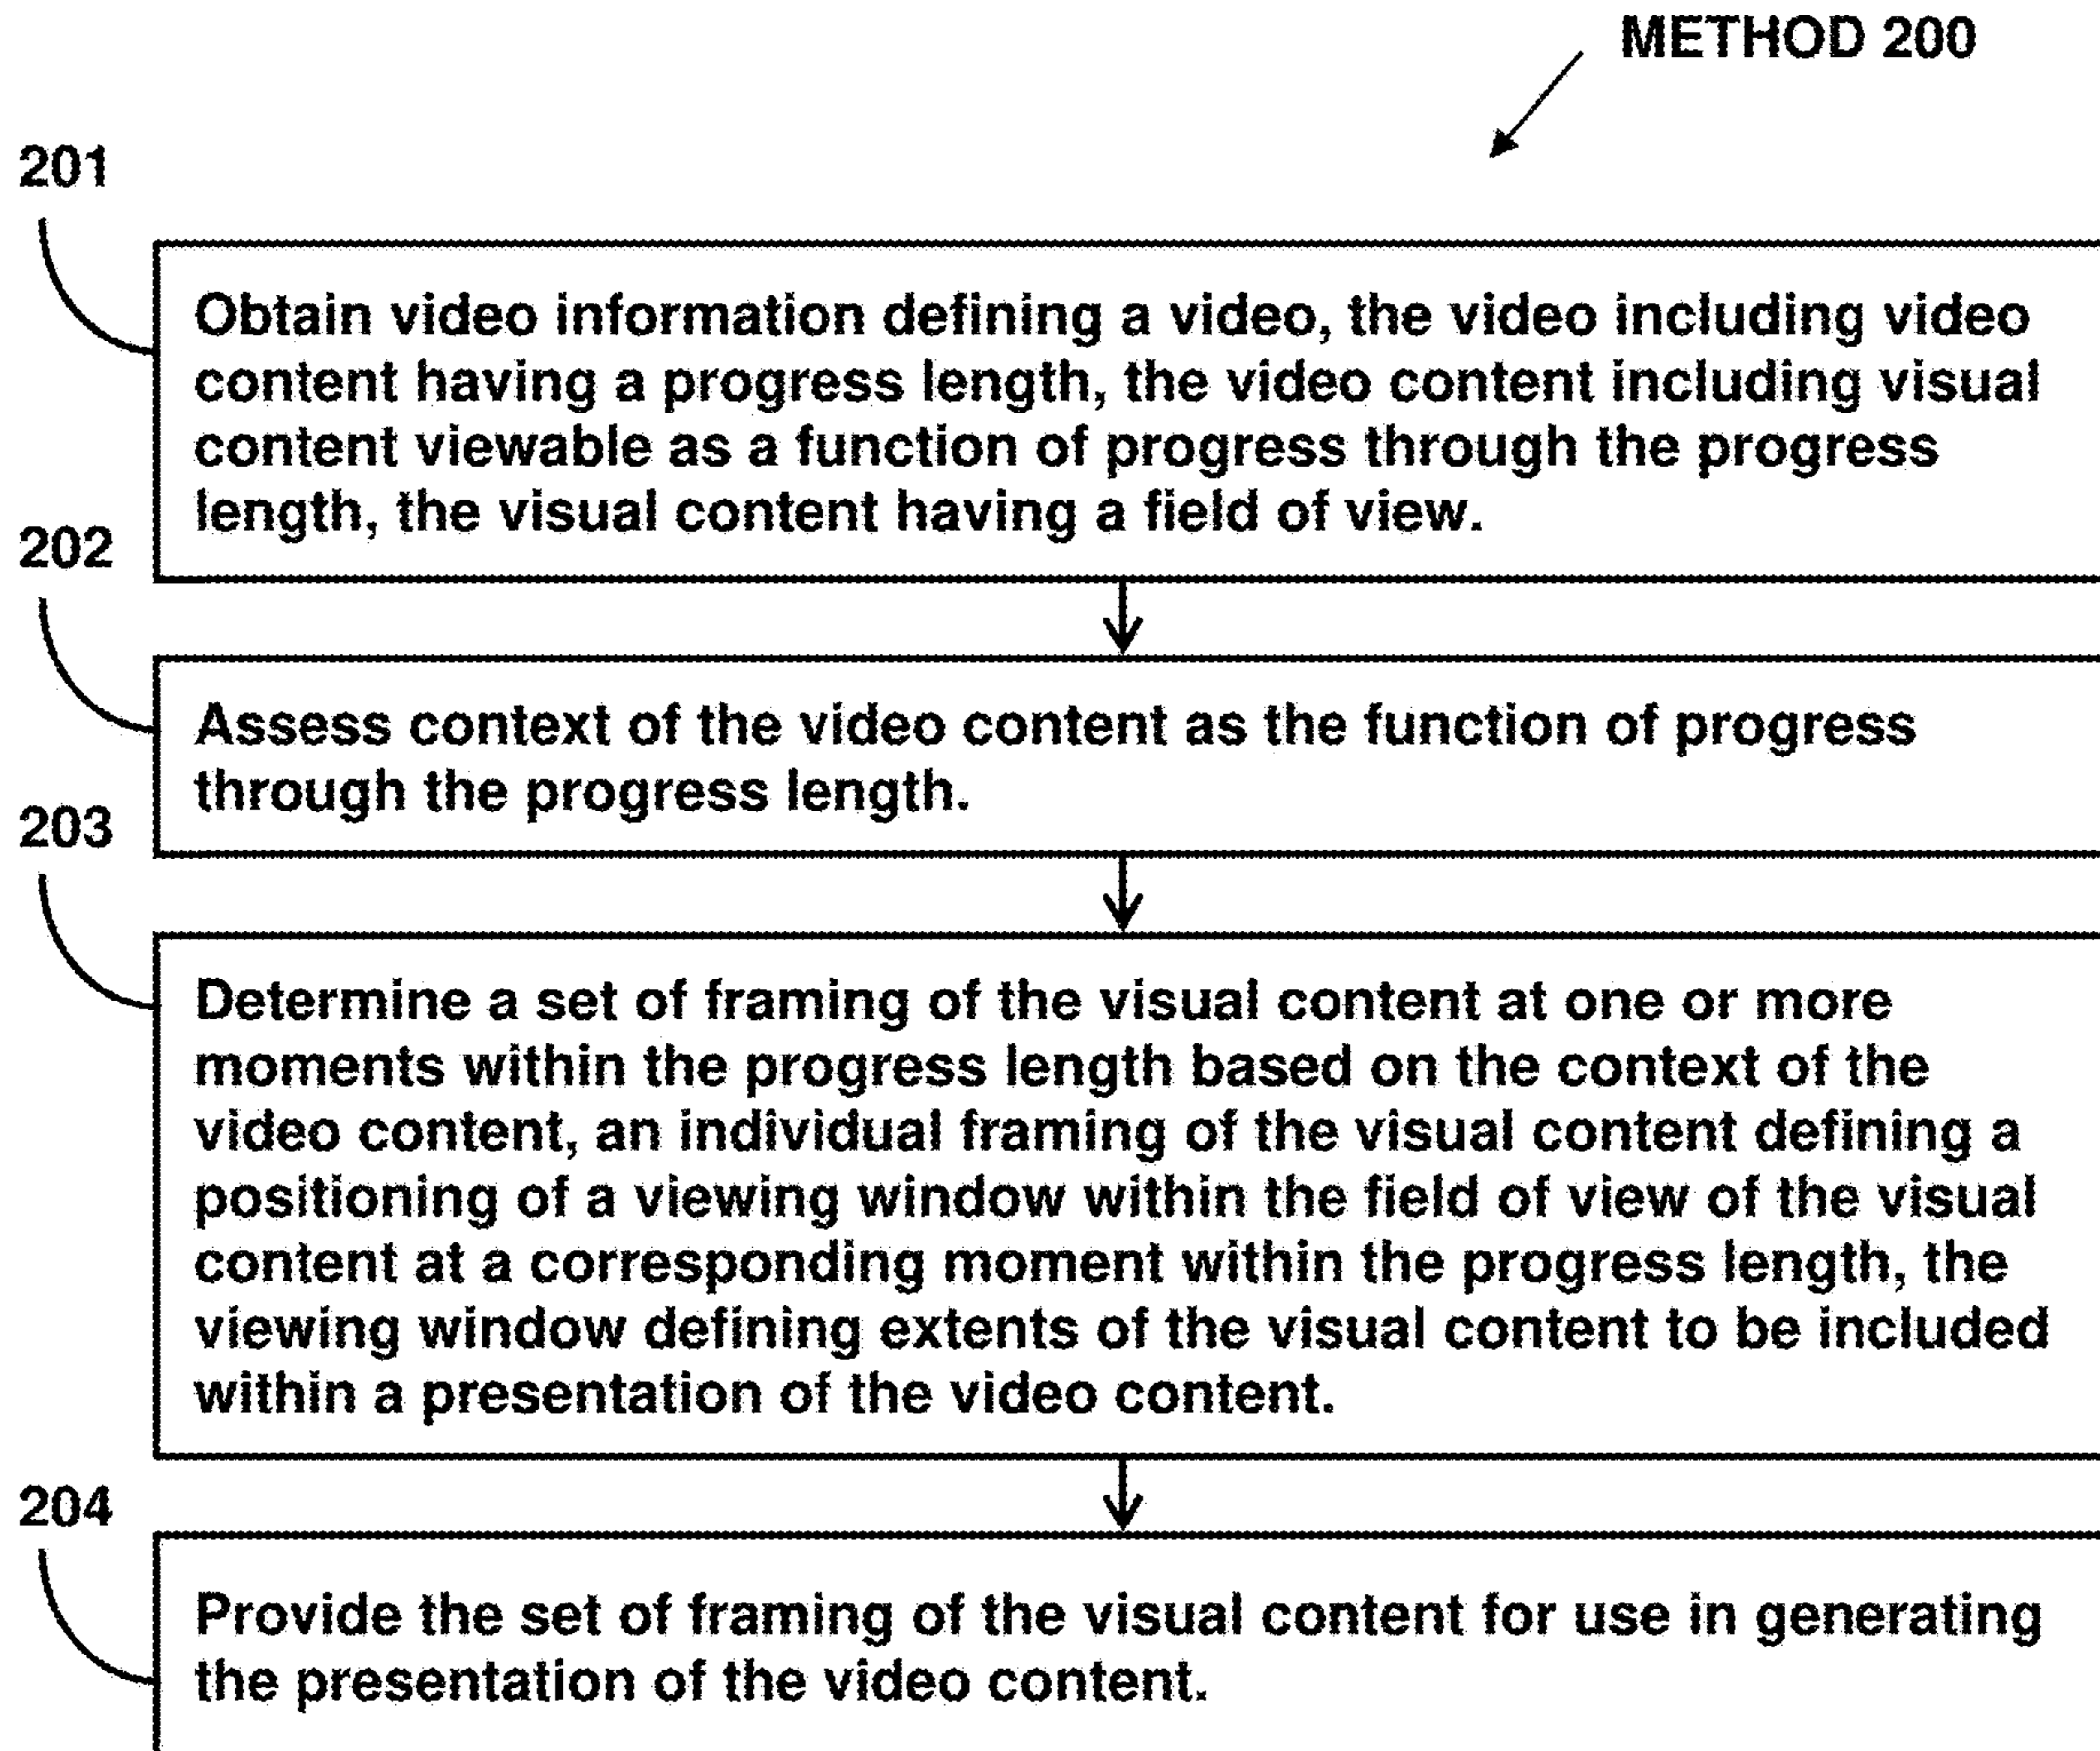 METHOD 200
201
Obtain video information defining a video, the video including video
content having a progress length, the video content including visual
content viewable as a function of progress through the progress
length, the visual content having a field of view.
202
Assess context of the video content as the function of progress
through the progress length.
203
Determine a set of framing of the visual content at one or more
moments within the progress length based on the context of the
video content, an individual framing of the visual content defining a
positioning of a viewing window within the field of view of the visual
content at a corresponding moment within the progress length, the
viewing window defining extents of the visual content to be included
within a presentation of the video content.
204
Provide the set of framing of the visual content for use in generating
the presentation of the video content.